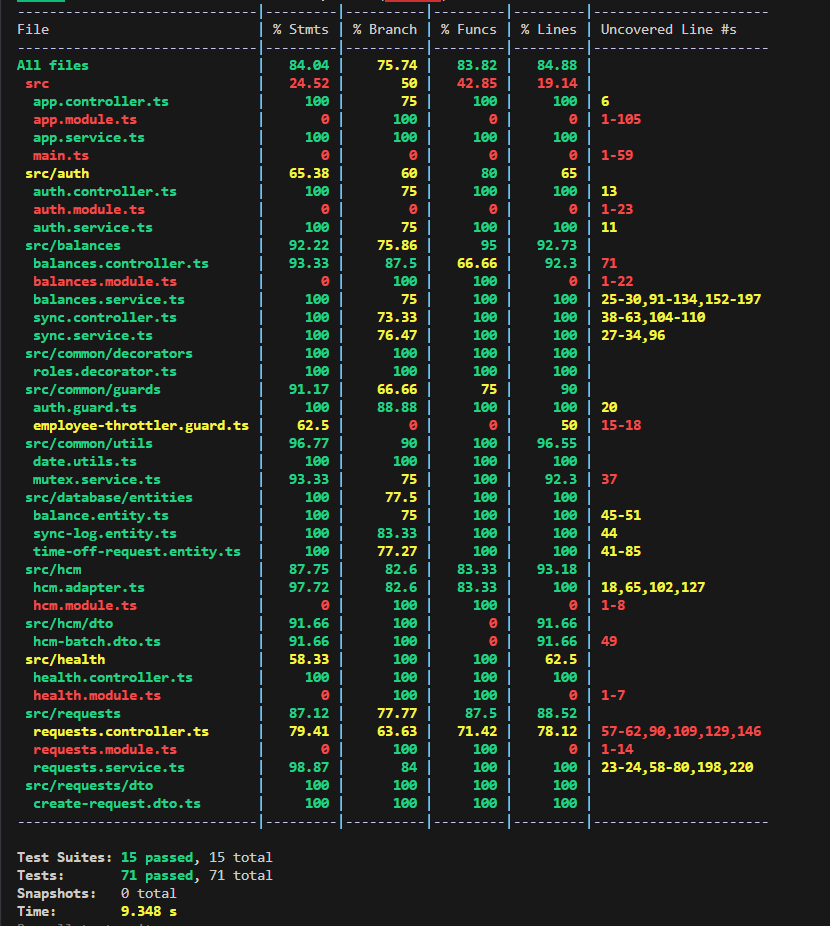 -------------------------------|---------|----------|---------|---------|----------------------
File                           | % Stmts | % Branch | % Funcs | % Lines | Uncovered Line #s
-------------------------------|---------|----------|---------|---------|----------------------
All files                      |   84.04 |    75.74 |   83.82 |   84.88 |
 src                           |   24.52 |       50 |   42.85 |   19.14 |
  app.controller.ts            |     100 |       75 |     100 |     100 | 6
  app.module.ts                |       0 |      100 |       0 |       0 | 1-105
  app.service.ts               |     100 |      100 |     100 |     100 |
  main.ts                      |       0 |        0 |       0 |       0 | 1-59
 src/auth                      |   65.38 |       60 |      80 |      65 |
  auth.controller.ts           |     100 |       75 |     100 |     100 | 13
  auth.module.ts               |       0 |        0 |       0 |       0 | 1-23
  auth.service.ts              |     100 |       75 |     100 |     100 | 11
 src/balances                  |   92.22 |    75.86 |      95 |   92.73 |
  balances.controller.ts       |   93.33 |     87.5 |   66.66 |    92.3 | 71
  balances.module.ts           |       0 |      100 |     100 |       0 | 1-22
  balances.service.ts          |     100 |       75 |     100 |     100 | 25-30,91-134,152-197
  sync.controller.ts           |     100 |    73.33 |     100 |     100 | 38-63,104-110
  sync.service.ts              |     100 |    76.47 |     100 |     100 | 27-34,96
 src/common/decorators         |     100 |      100 |     100 |     100 |
  roles.decorator.ts           |     100 |      100 |     100 |     100 |
 src/common/guards             |   91.17 |    66.66 |      75 |      90 |
  auth.guard.ts                |     100 |    88.88 |     100 |     100 | 20
  employee-throttler.guard.ts  |    62.5 |        0 |       0 |      50 | 15-18
 src/common/utils              |   96.77 |       90 |     100 |   96.55 |
  date.utils.ts                |     100 |      100 |     100 |     100 |
  mutex.service.ts             |   93.33 |       75 |     100 |    92.3 | 37
 src/database/entities         |     100 |     77.5 |     100 |     100 |
  balance.entity.ts            |     100 |       75 |     100 |     100 | 45-51
  sync-log.entity.ts           |     100 |    83.33 |     100 |     100 | 44
  time-off-request.entity.ts   |     100 |    77.27 |     100 |     100 | 41-85
 src/hcm                       |   87.75 |     82.6 |   83.33 |   93.18 |
  hcm.adapter.ts               |   97.72 |     82.6 |   83.33 |     100 | 18,65,102,127
  hcm.module.ts                |       0 |      100 |     100 |       0 | 1-8
 src/hcm/dto                   |   91.66 |      100 |       0 |   91.66 |
  hcm-batch.dto.ts             |   91.66 |      100 |       0 |   91.66 | 49
 src/health                    |   58.33 |      100 |     100 |    62.5 |
  health.controller.ts         |     100 |      100 |     100 |     100 |
  health.module.ts             |       0 |      100 |     100 |       0 | 1-7
 src/requests                  |   87.12 |    77.77 |    87.5 |   88.52 |
  requests.controller.ts       |   79.41 |    63.63 |   71.42 |   78.12 | 57-62,90,109,129,146
  requests.module.ts           |       0 |      100 |     100 |       0 | 1-14
  requests.service.ts          |   98.87 |       84 |     100 |     100 | 23-24,58-80,198,220
 src/requests/dto              |     100 |      100 |     100 |     100 |
  create-request.dto.ts        |     100 |      100 |     100 |     100 |
-------------------------------|---------|----------|---------|---------|----------------------
Test Suites: 15 passed, 15 total
Tests:       71 passed, 71 total
Snapshots:   0 total
Time:        9.348 s